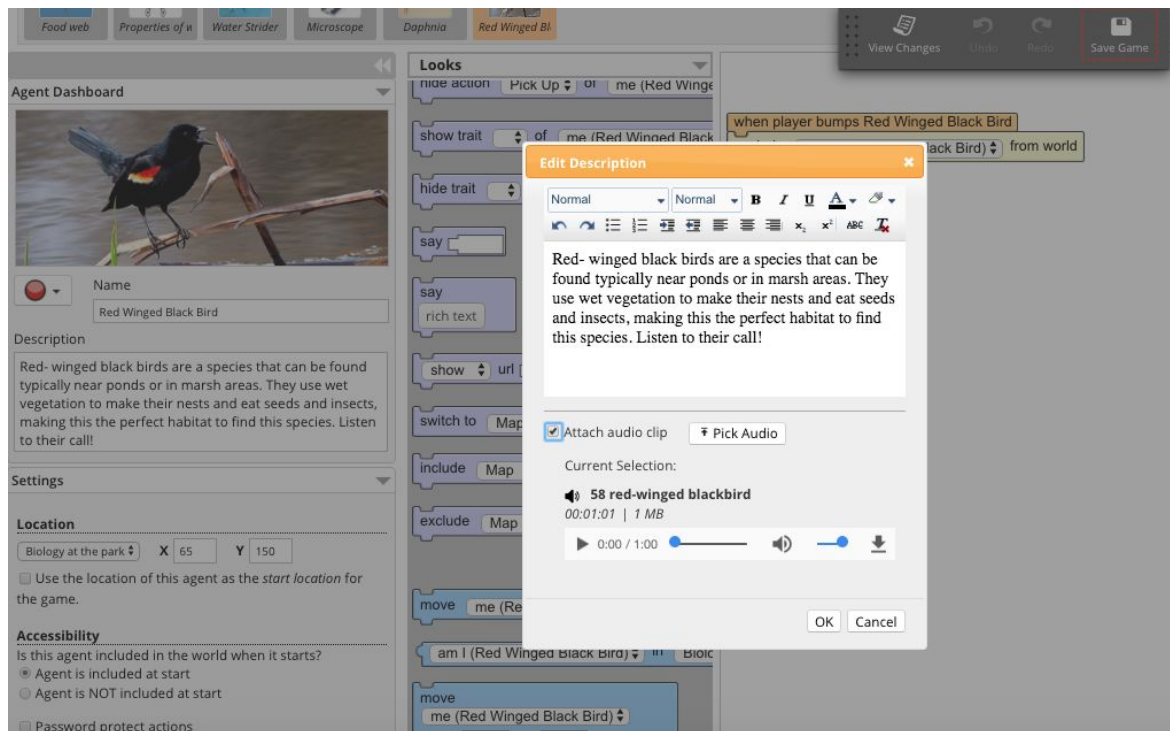 Food web
Properties of w
Water Strider
Microscope
Daphnia
Red Winged Bl
View Changes
Undo
Redo
Save Game
Agent Dashboard
Name
Red Winged Black Bird
Description
Red- winged black birds are a species that can be found
typically near ponds or in marsh areas. They use wet
vegetation to make their nests and eat seeds and insects,
making this the perfect habitat to find this species. Listen
to their call!
Settings
Location
Biology at the park X 65 Y 150
Use the location of this agent as the start location for
the game.
Accessibility
Is this agent included in the world when it starts?
Agent is included at start
Agent is NOT included at start
Password protect actions
Looks
hide action Pick Up of me (Red Winge
show trait of me (Red Winged Black
hide trait
say
say
rich text
show url
switch to Map
include Map
exclude Map
move me (Re
am I (Red Winged Black Bird) in Biolo
move
me (Red Winged Black Bird)
when player bumps Red Winged Black Bird
lack Bird) from world
Edit Description
Normal Normal B I U A
ABC
Red- winged black birds are a species that can be
found typically near ponds or in marsh areas. They
use wet vegetation to make their nests and eat seeds
and insects, making this the perfect habitat to find
this species. Listen to their call!
Attach audio clip Pick Audio
Current Selection:
58 red-winged blackbird
00:01:01 | 1 MB
0:00 / 1:00
OK Cancel